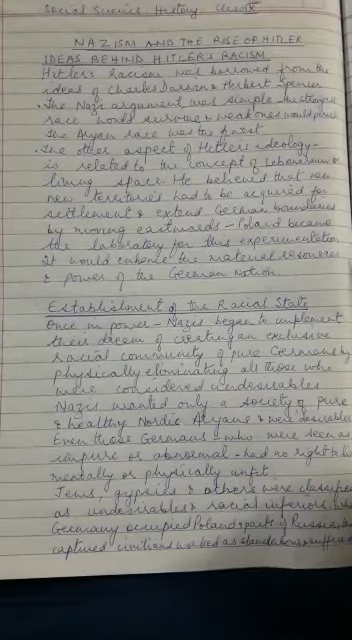 Social Science History Class IX
NAZISM AND THE RISE OF HITLER
IDEAS BEHIND HITLER'S RACISM
Hitler's racism was borrowed from the
ideas of Charles Darwin & Herbert Spencer
• The Nazi argument was simple - the strongest
race would survive & weak ones would perish
The Aryan race was the finest
• The other aspect of Hitler's ideology -
is related to the concept of Lebensraum or
living space. He believed that
new territories had to be acquired for
settlement & extend German boundaries
by moving eastwards - Poland became
the laboratory for this experimentation
It would enhance the material resources
& power of the German Nation.
Establishment of the Racial State
Once in power - Nazis began to implement
their dream of creating an exclusive
racial community of pure Germans by
physically eliminating all those who
were considered undesirables
Nazis wanted only a society of pure
& healthy Nordic Aryans & were desirables
Even those Germans - who were seen as
impure or abnormal - had no right to
mentally or physically unfit
Jews, gypsies & others were classified
as undesirables & racial inferiors.
Germany occupied Poland & parts of Russia
captured civilians worked as